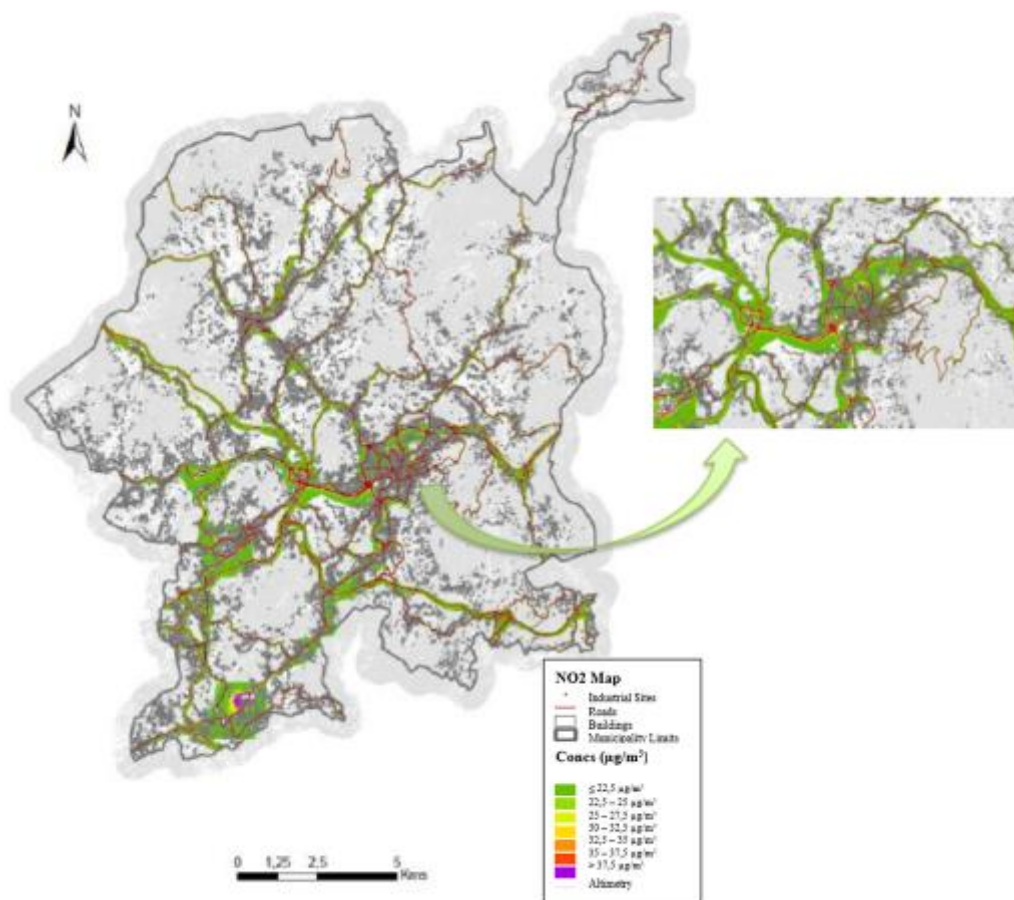 N
NO2 Map
Industrial Sites
Roads
Buildings
Municipality Limits
Concs (µg/m³)
≤ 22,5 µg/m³
22,5 – 25 µg/m³
25 – 27,5 µg/m³
30 – 32,5 µg/m³
32,5 – 35 µg/m³
35 – 37,5 µg/m³
> 37,5 µg/m³
Altimetry
0 1,25 2,5 5
Kms